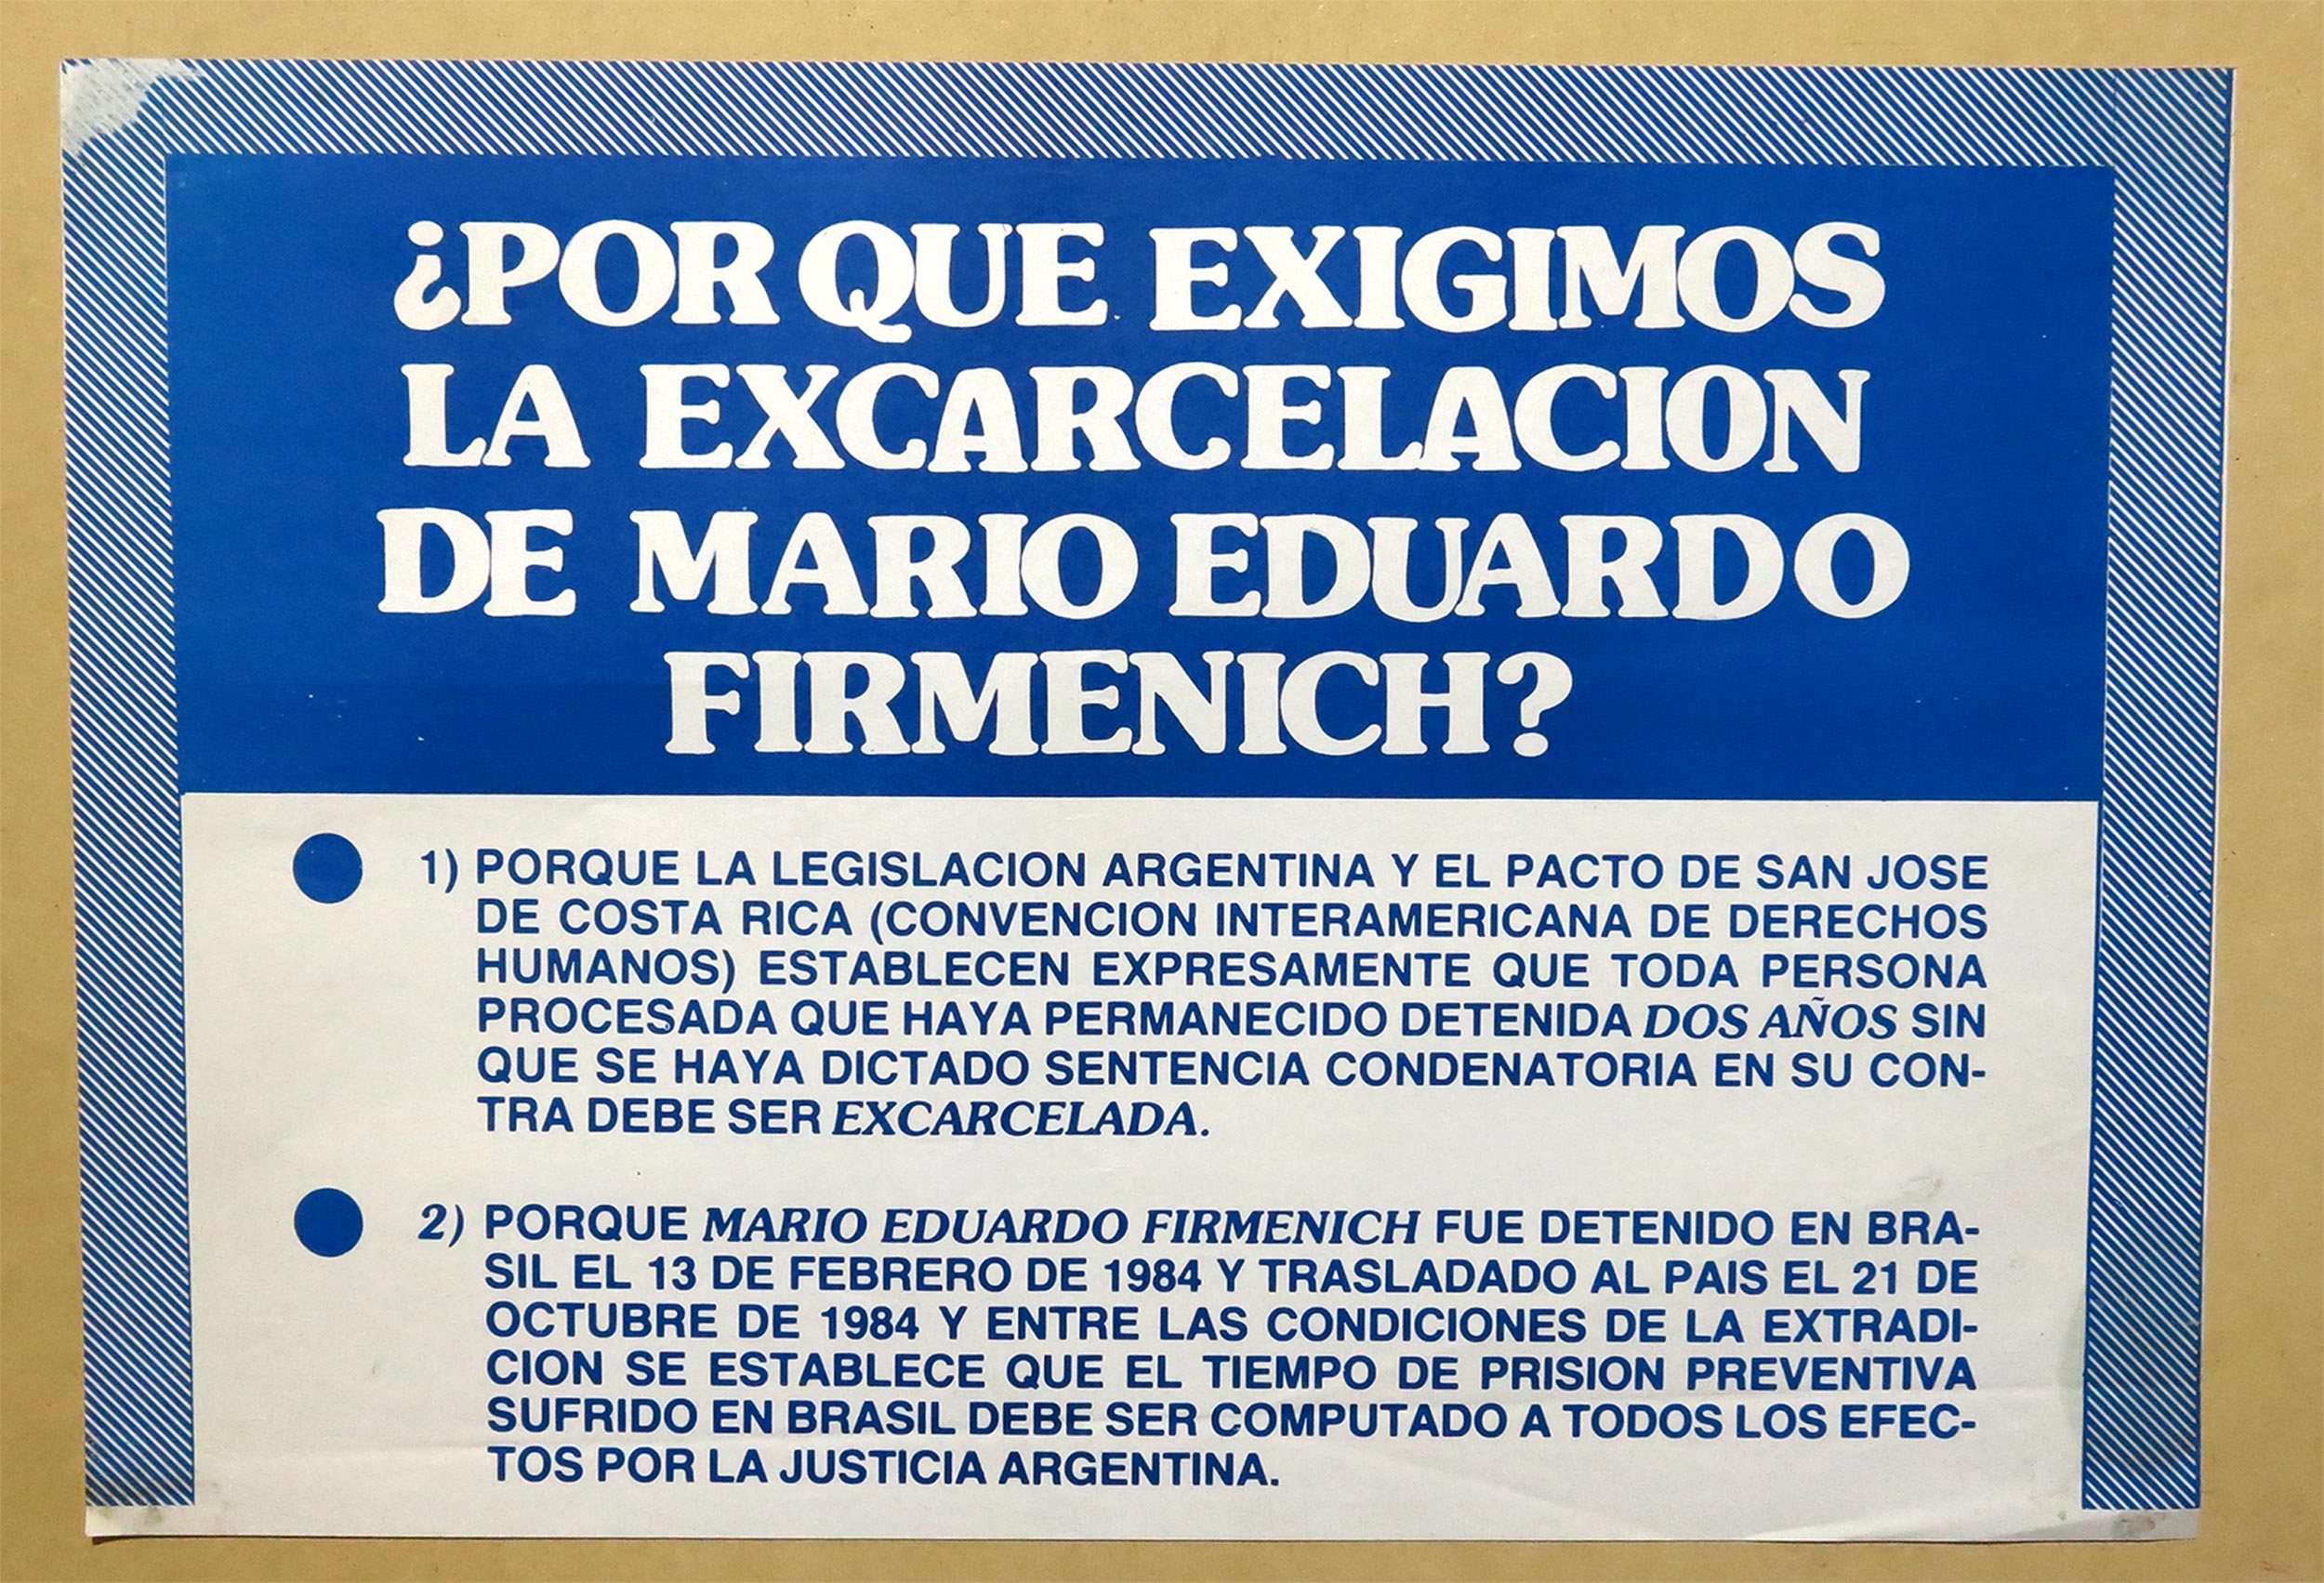 ¿POR QUE EXIGIMOS
LA EXCARCELACION
DE MARIO EDUARDO
FIRMENICH?
1) PORQUE LA LEGISLACION ARGENTINA Y EL PACTO DE SAN JOSE
DE COSTA RICA (CONVENCION INTERAMERICANA DE DERECHOS
HUMANOS) ESTABLECEN EXPRESAMENTE QUE TODA PERSONA
PROCESADA QUE HAYA PERMANECIDO DETENIDA DOS AÑOS SIN
QUE SE HAYA DICTADO SENTENCIA CONDENATORIA EN SU CON-
TRA DEBE SER EXCARCELADA.
2) PORQUE MARIO EDUARDO FIRMENICH FUE DETENIDO EN BRA-
SIL EL 13 DE FEBRERO DE 1984 Y TRASLADADO AL PAIS EL 21 DE
OCTUBRE DE 1984 Y ENTRE LAS CONDICIONES DE LA EXTRADI-
CION SE ESTABLECE QUE EL TIEMPO DE PRISION PREVENTIVA
SUFRIDO EN BRASIL DEBE SER COMPUTADO A TODOS LOS EFEC-
TOS POR LA JUSTICIA ARGENTINA.